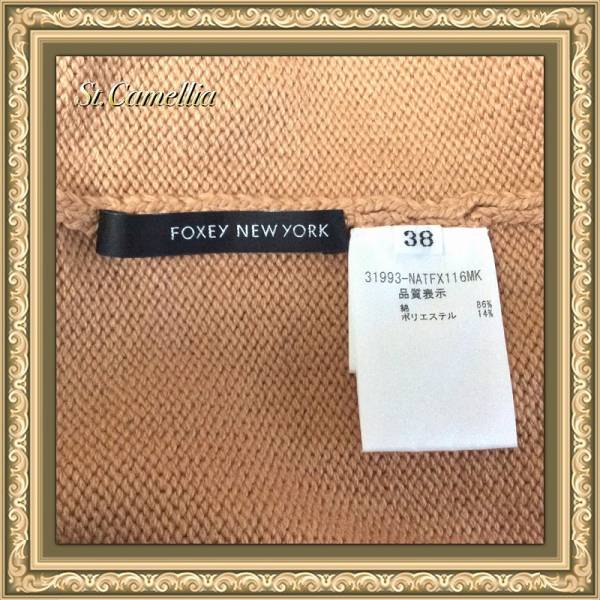 St.Camellia
FOXEY NEW YORK
38
31993-NATFX116MK
品質表示
綿 86%
ポリエステル 14%